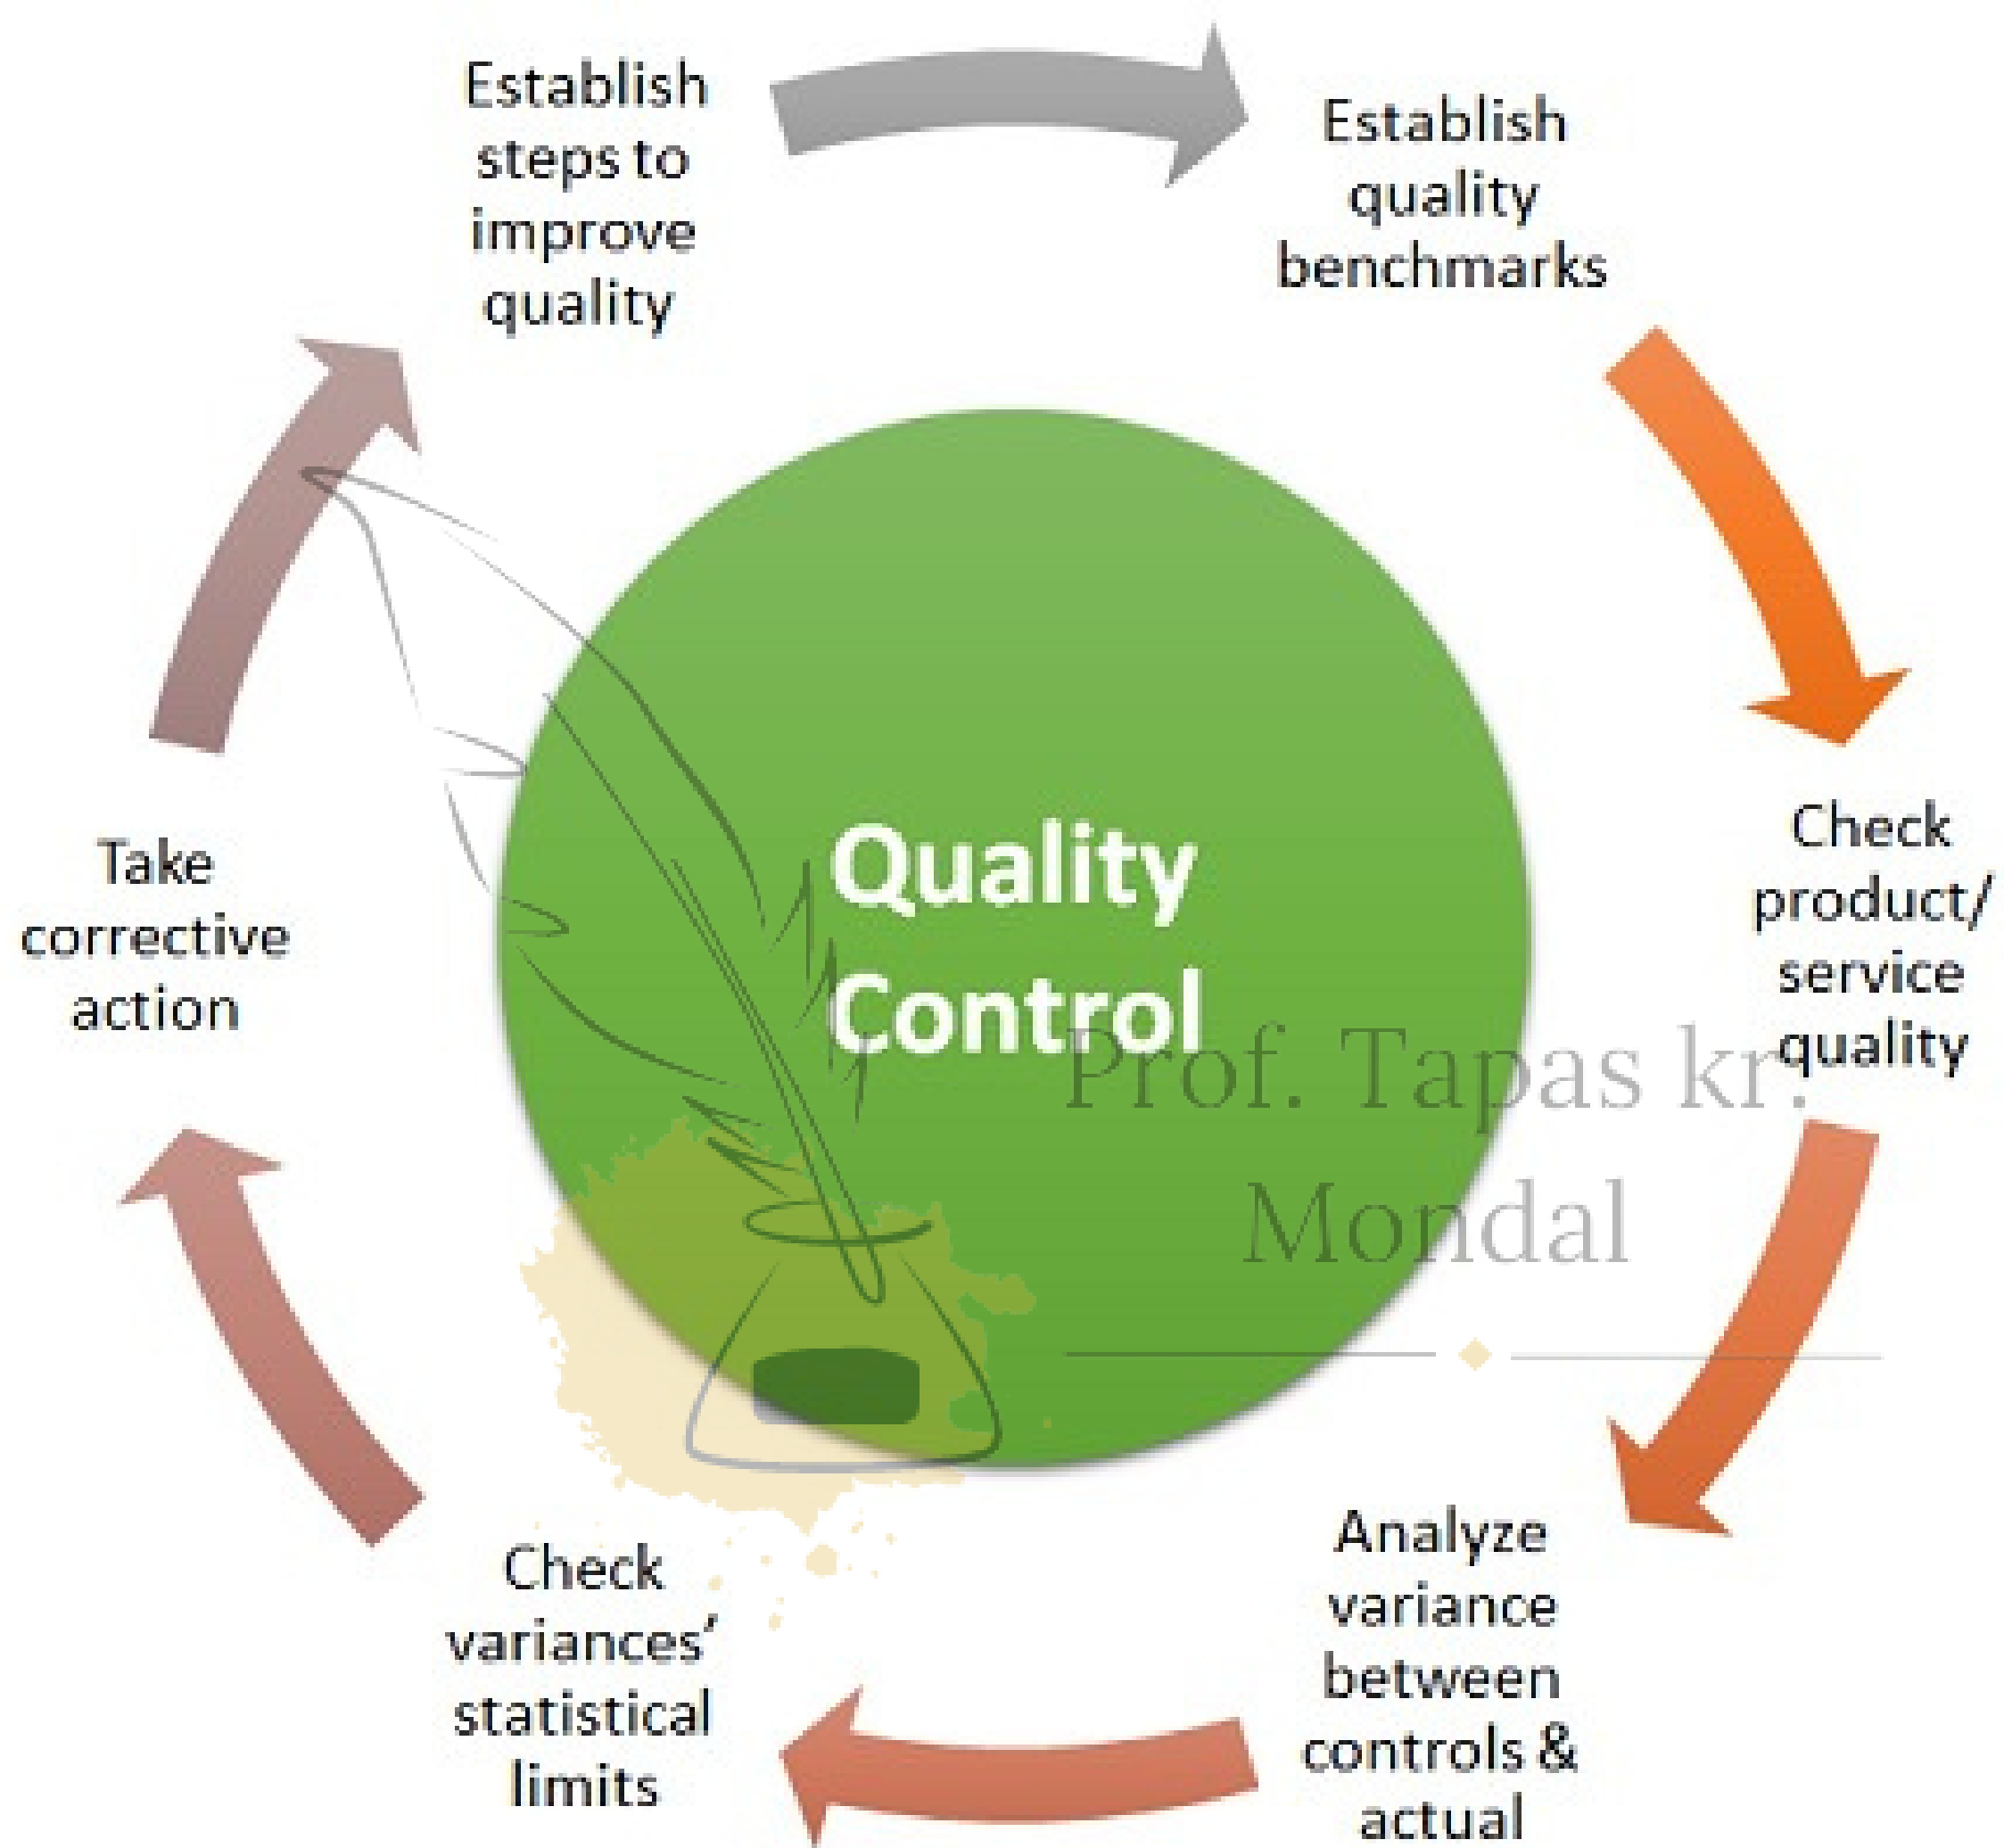 Establish
steps to
improve
quality
Establish
quality
benchmarks
Check
product/
service
quality
Analyze
variance
between
controls &
actual
Check
variances’
statistical
limits
Take
corrective
action
Quality
Control
Prof. Tapas kr.
Mondal